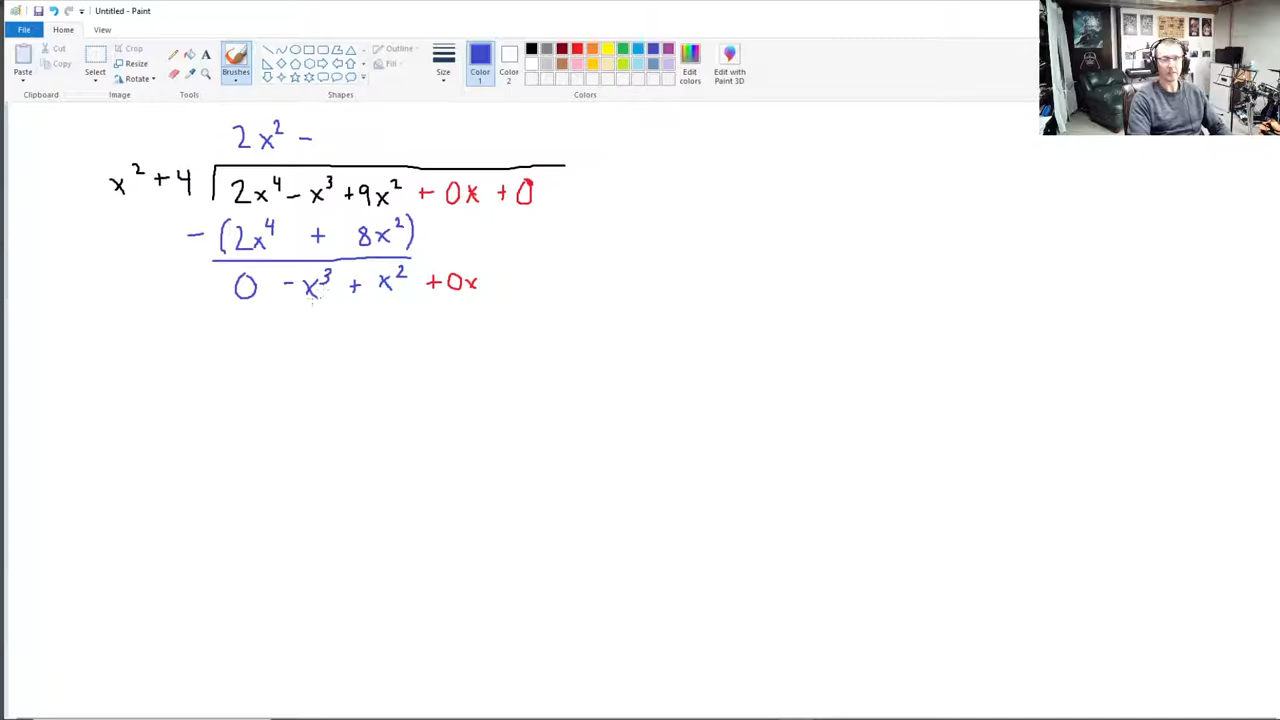 Untitled - Paint
File Home View
Paste Cut Copy Select Crop Resize Rotate A Brushes Outline Fill Size Color 1 Color 2 Edit colors Edit with Paint 3D
Clipboard Image Tools Shapes Colors
2x² -
x² + 4 2x⁴ - x³ + 9x² + 0x + 0
- (2x⁴ + 8x²)
0 - x³ + x² + 0x